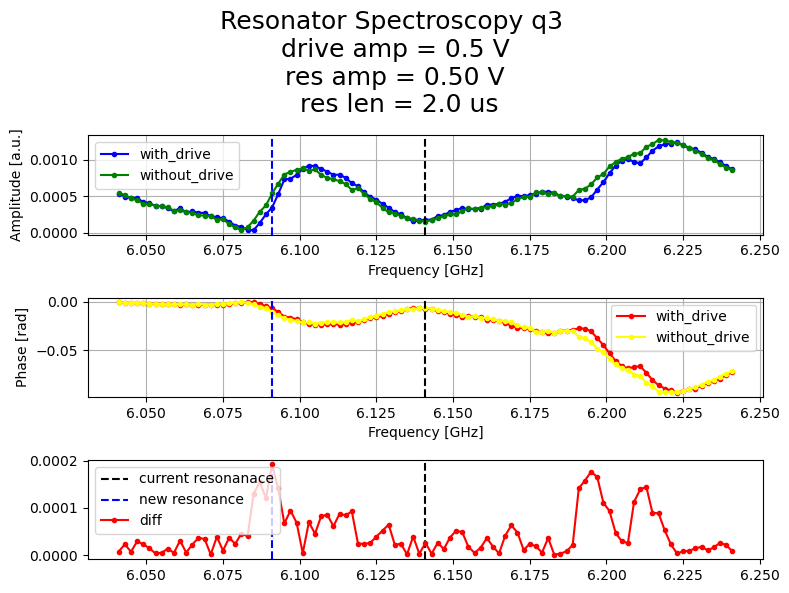 Resonator Spectroscopy q3
drive amp = 0.5 V
res amp = 0.50 V
res len = 2.0 us
Amplitude [a.u.]
0.0010
0.0005
0.0000
with_drive
without_drive
6.050 6.075 6.100 6.125 6.150 6.175 6.200 6.225 6.250
Frequency [GHz]
Phase [rad]
0.00
−0.05
with_drive
without_drive
6.050 6.075 6.100 6.125 6.150 6.175 6.200 6.225 6.250
Frequency [GHz]
0.0002
0.0001
0.0000
current resonanace
new resonance
diff
6.050 6.075 6.100 6.125 6.150 6.175 6.200 6.225 6.250